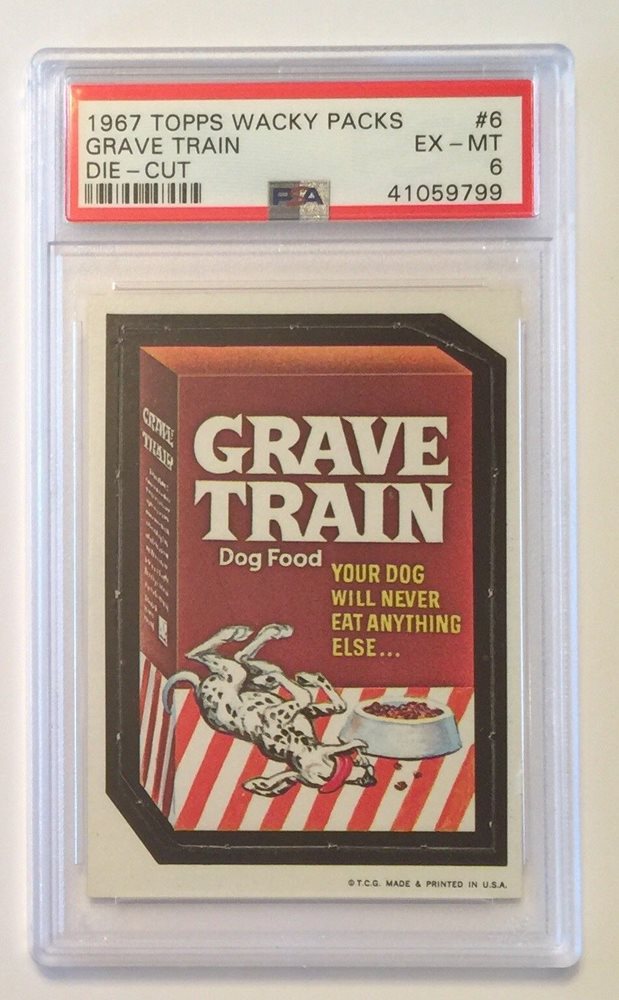 1967 TOPPS WACKY PACKS #6
GRAVE TRAIN EX - MT
DIE - CUT 6
PSA 41059799
GRAVE
TRAIN
GRAVE
TRAIN
Dog Food
YOUR DOG
WILL NEVER
EAT ANYTHING
ELSE...
© T.C.G. MADE & PRINTED IN U.S.A.